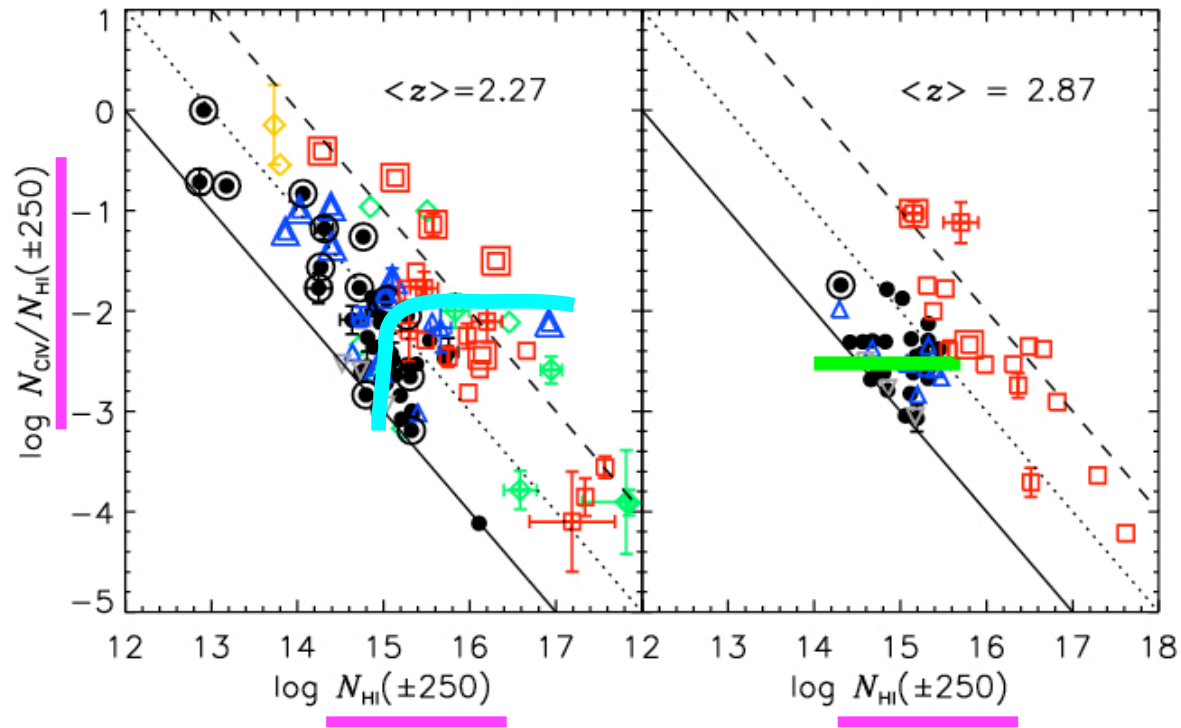 1
0
−1
−2
−3
−4
−5
log N_CIV/N_HI(±250)
<z>=2.27
<z> = 2.87
12 13 14 15 16 17 12 13 14 15 16 17 18
log N_HI(±250) log N_HI(±250)